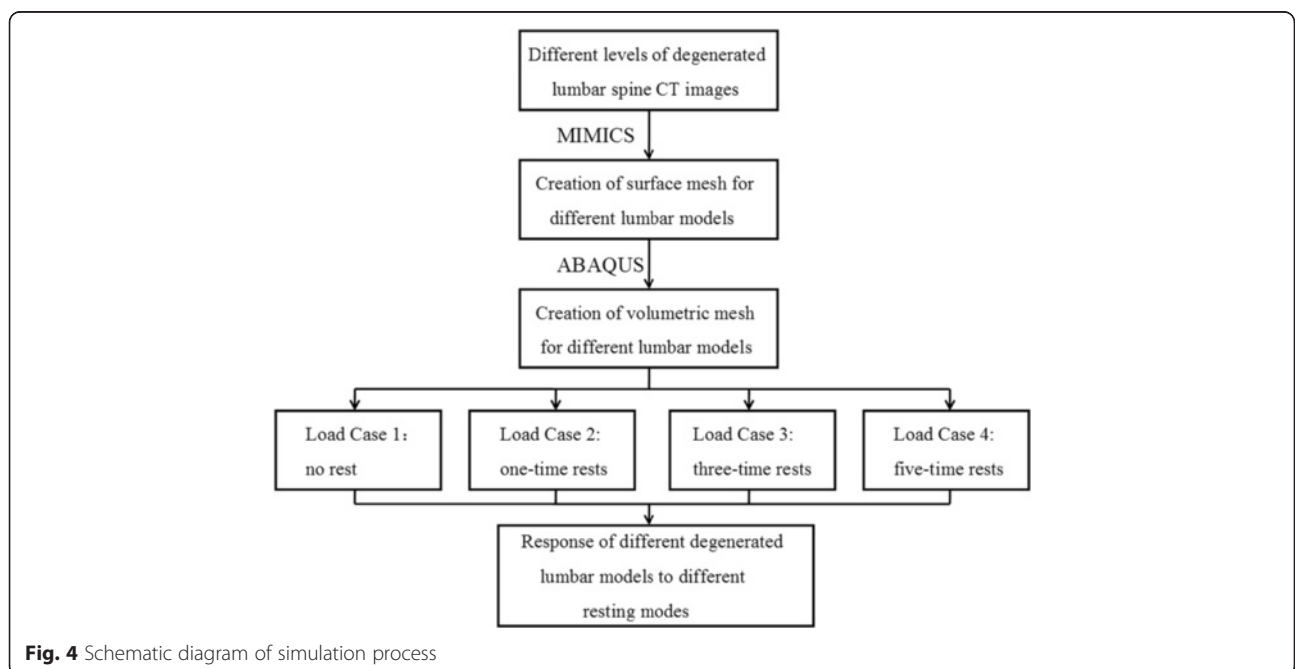 Different levels of degenerated
lumbar spine CT images
MIMICS
Creation of surface mesh for
different lumbar models
ABAQUS
Creation of volumetric mesh
for different lumbar models
Load Case 1:
no rest
Load Case 2:
one-time rests
Load Case 3:
three-time rests
Load Case 4:
five-time rests
Response of different degenerated
lumbar models to different
resting modes
Fig. 4 Schematic diagram of simulation process